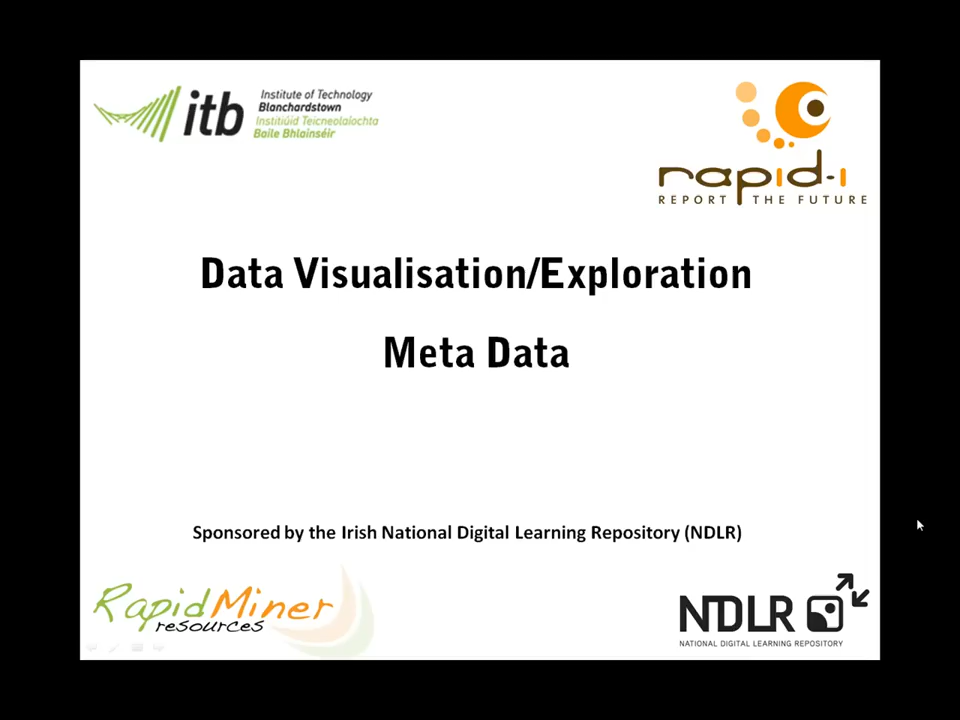 itb
Institute of Technology
Blanchardstown
Institiúid Teicneolaíochta
Baile Bhlainséir
rapid-i
REPORT THE FUTURE
Data Visualisation/Exploration
Meta Data
Sponsored by the Irish National Digital Learning Repository (NDLR)
RapidMiner
resources
NDLR
NATIONAL DIGITAL LEARNING REPOSITORY